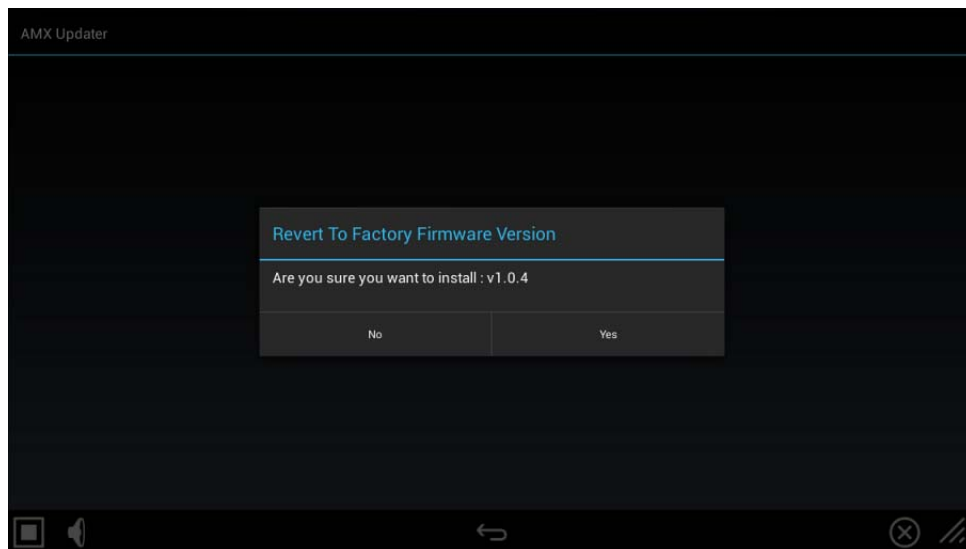 AMX Updater
Revert To Factory Firmware Version
Are you sure you want to install : v1.0.4
No
Yes